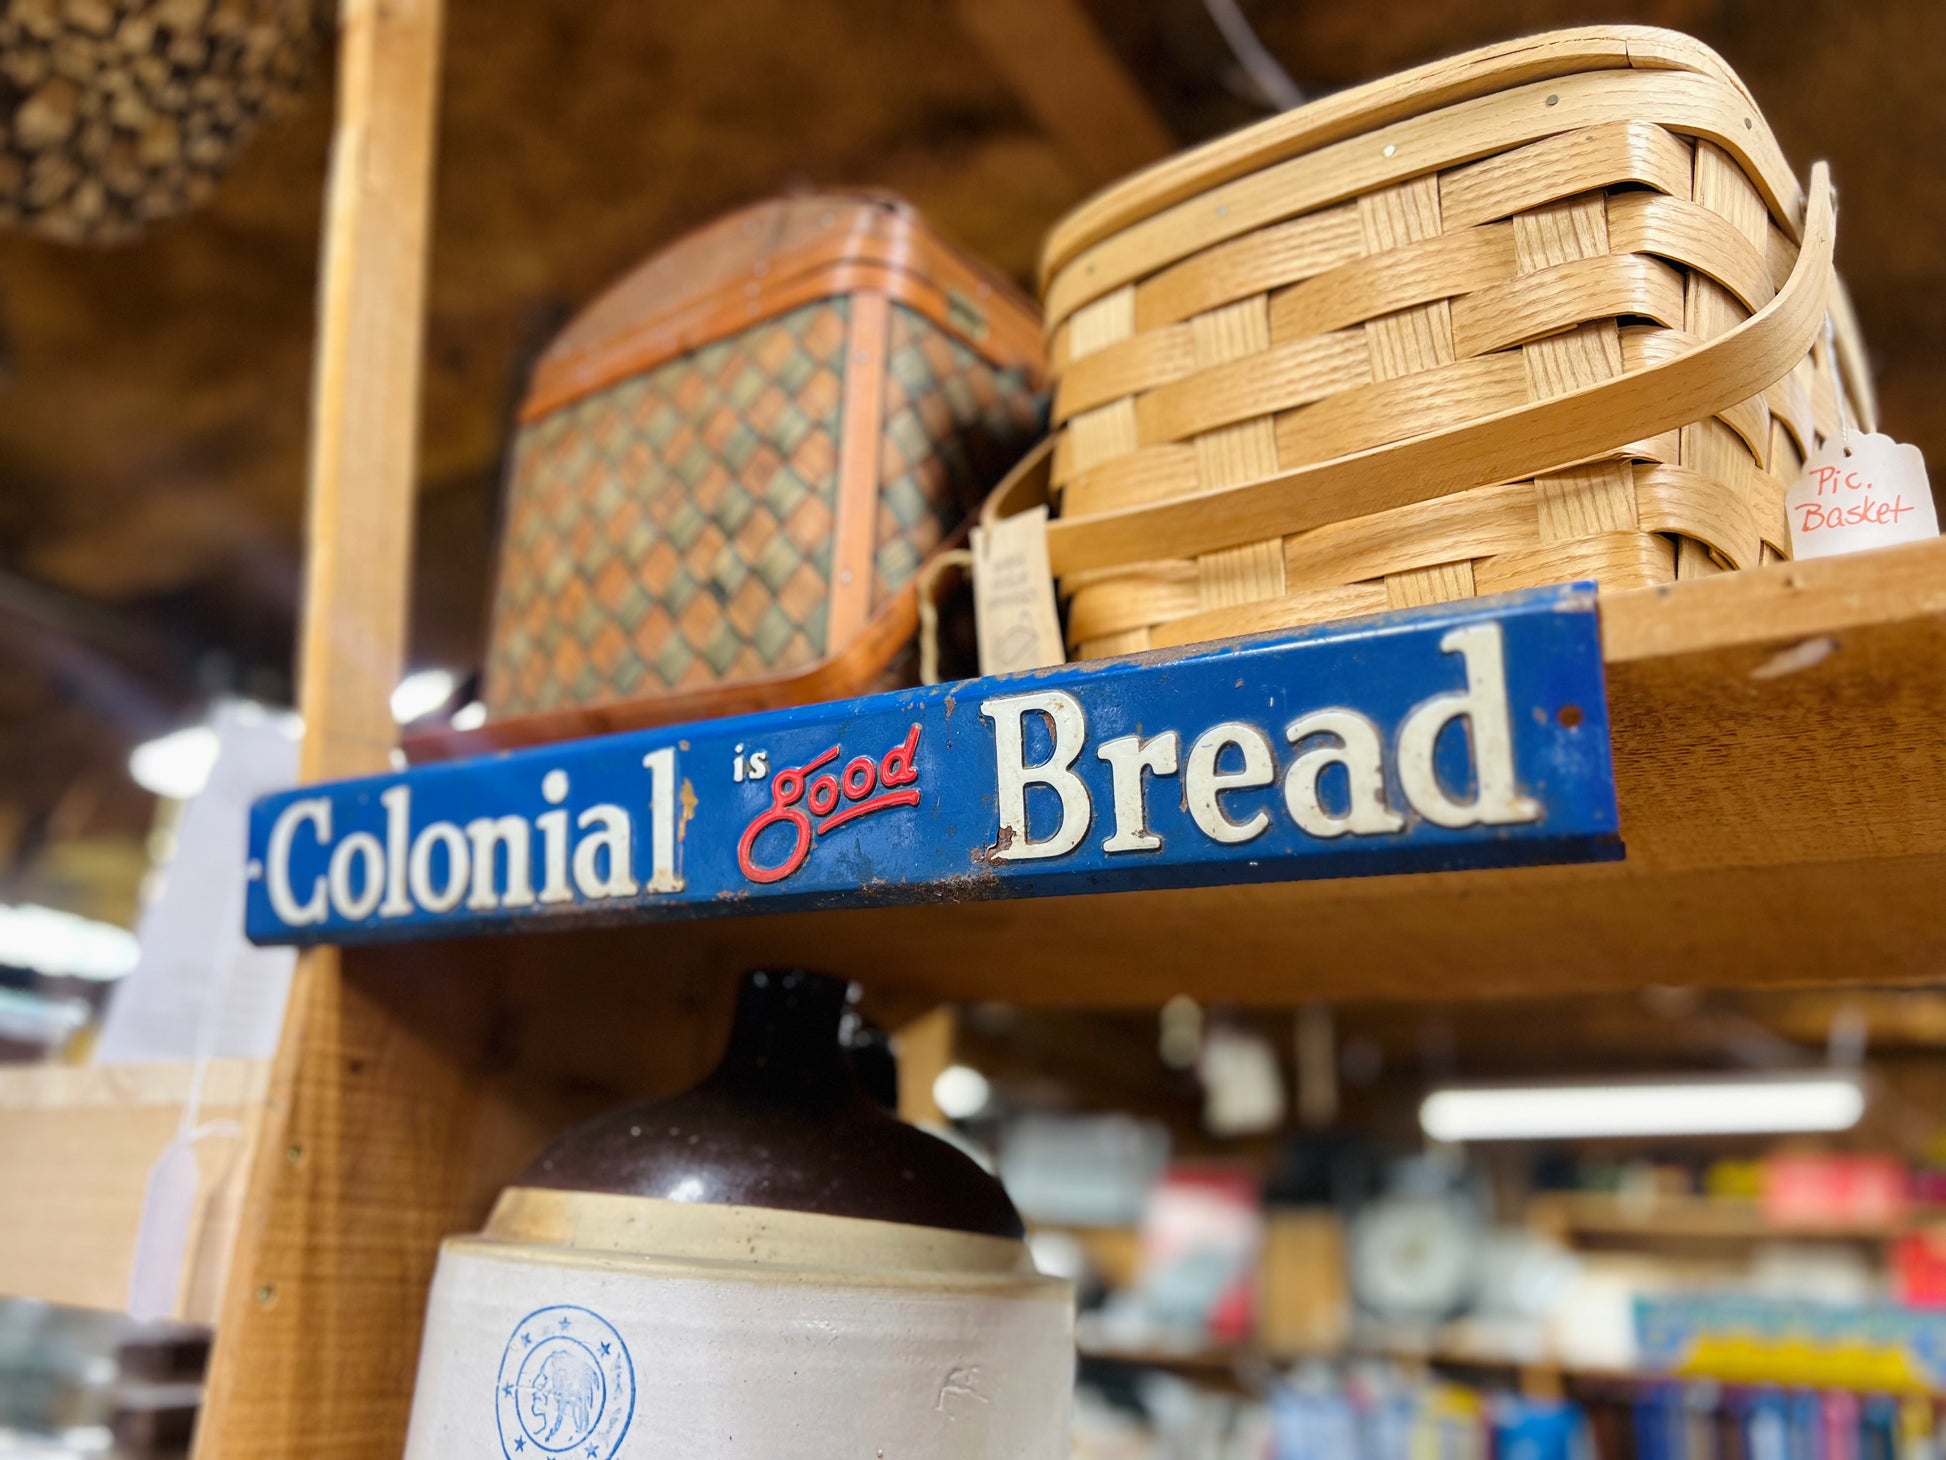 Colonial is good Bread
Pic.
Basket